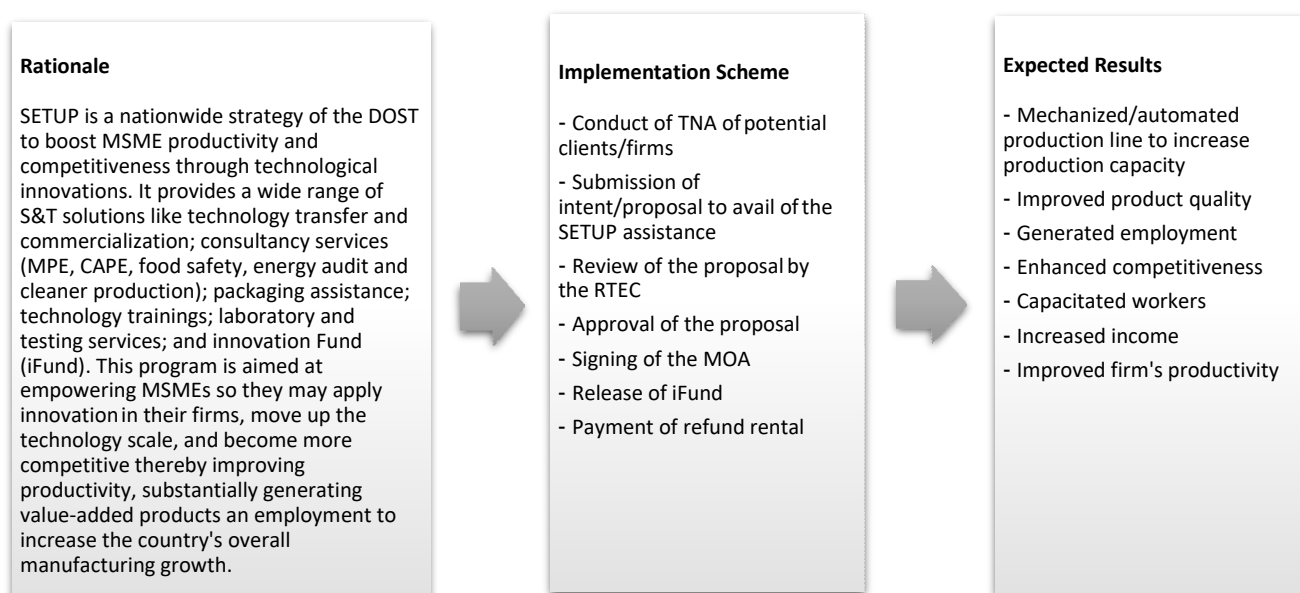 Rationale
SETUP is a nationwide strategy of the DOST
to boost MSME productivity and
competitiveness through technological
innovations. It provides a wide range of
S&T solutions like technology transfer and
commercialization; consultancy services
(MPE, CAPE, food safety, energy audit and
cleaner production); packaging assistance;
technology trainings; laboratory and
testing services; and innovation Fund
(iFund). This program is aimed at
empowering MSMEs so they may apply
innovation in their firms, move up the
technology scale, and become more
competitive thereby improving
productivity, substantially generating
value-added products an employment to
increase the country's overall
manufacturing growth.
Implementation Scheme
- Conduct of TNA of potential
clients/firms
- Submission of
intent/proposal to avail of the
SETUP assistance
- Review of the proposal by
the RTEC
- Approval of the proposal
- Signing of the MOA
- Release of iFund
- Payment of refund rental
Expected Results
- Mechanized/automated
production line to increase
production capacity
- Improved product quality
- Generated employment
- Enhanced competitiveness
- Capacitated workers
- Increased income
- Improved firm's productivity